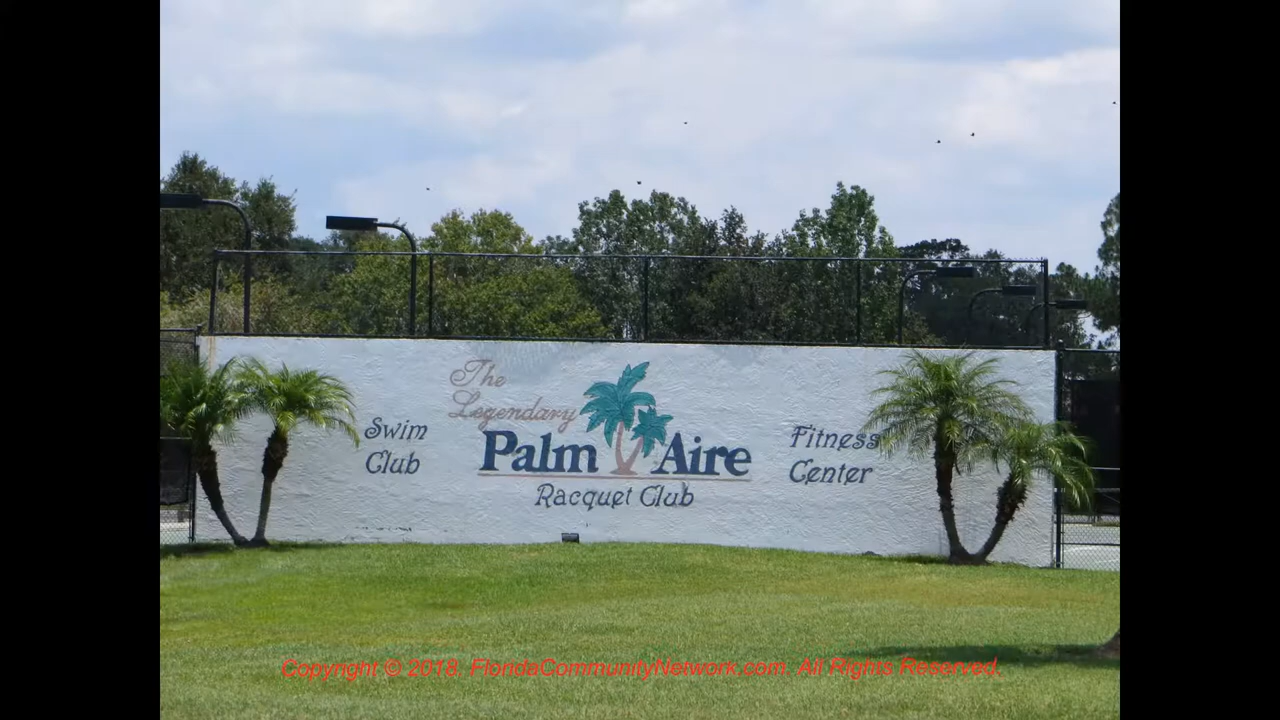 The
Legendary
Swim
Club
Palm Aire
Racquet Club
Fitness
Center
Copyright © 2018. FloridaCommunityNetwork.com. All Rights Reserved.